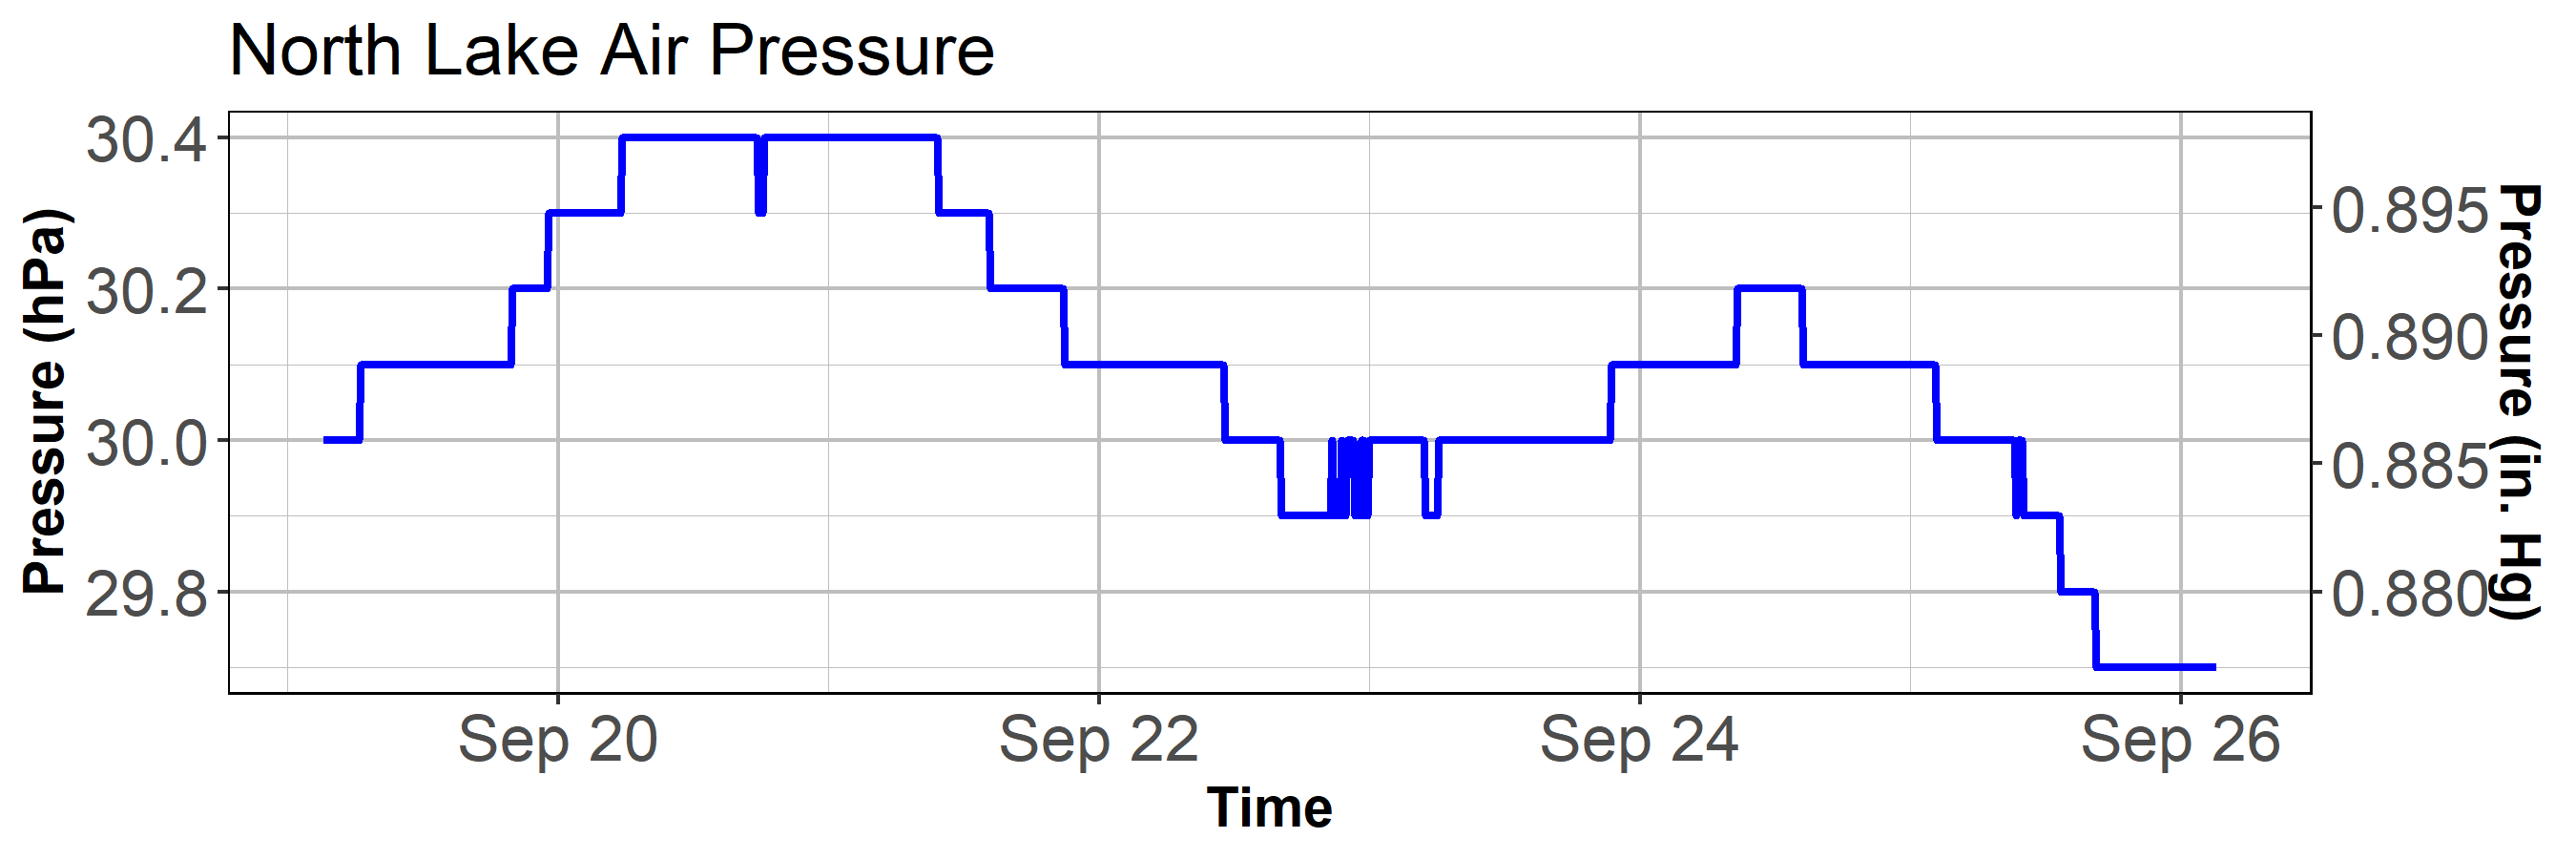 North Lake Air Pressure
Pressure (hPa)
30.4
30.2
30.0
29.8
0.895
0.890
0.885
0.880
Pressure (in. Hg)
Sep 20
Sep 22
Sep 24
Sep 26
Time